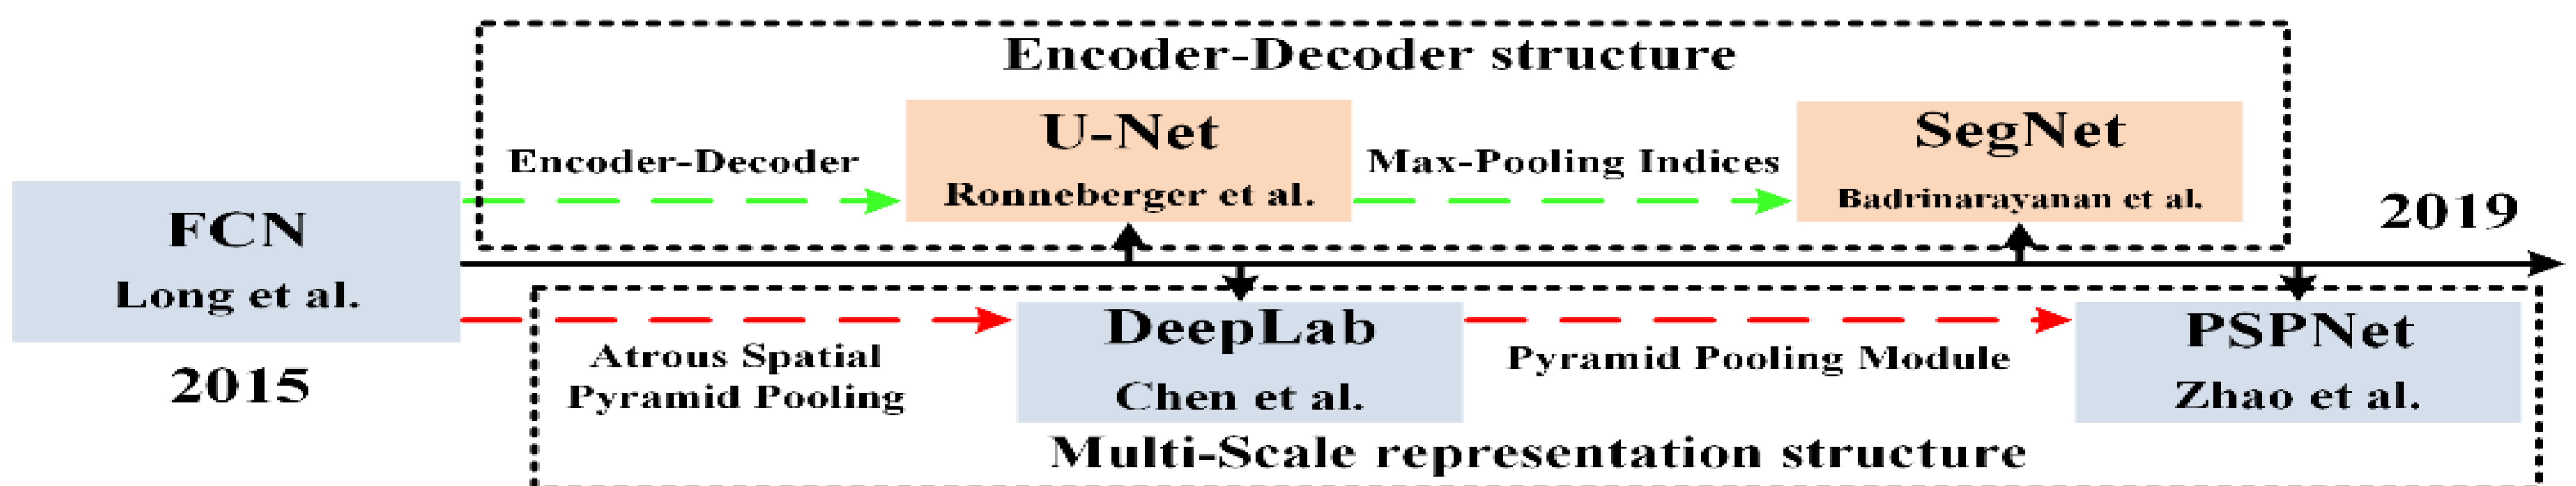 Encoder-Decoder structure
U-Net
Ronneberger et al.
SegNet
Badrinarayanan et al.
Encoder-Decoder
Max-Pooling Indices
FCN
Long et al.
2015
2019
DeepLab
Chen et al.
PSPNet
Zhao et al.
Atrous Spatial
Pyramid Pooling
Pyramid Pooling Module
Multi-Scale representation structure